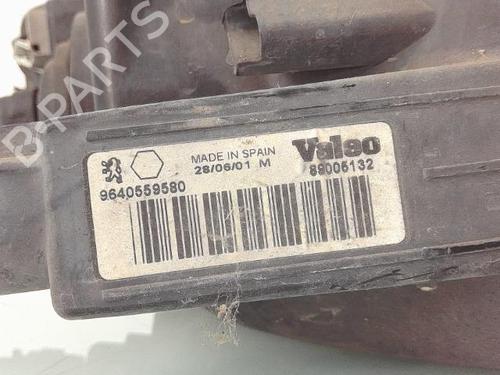 B-PARTS
MADE IN SPAIN
28/06/01 M
Valeo
89005132
9640559580